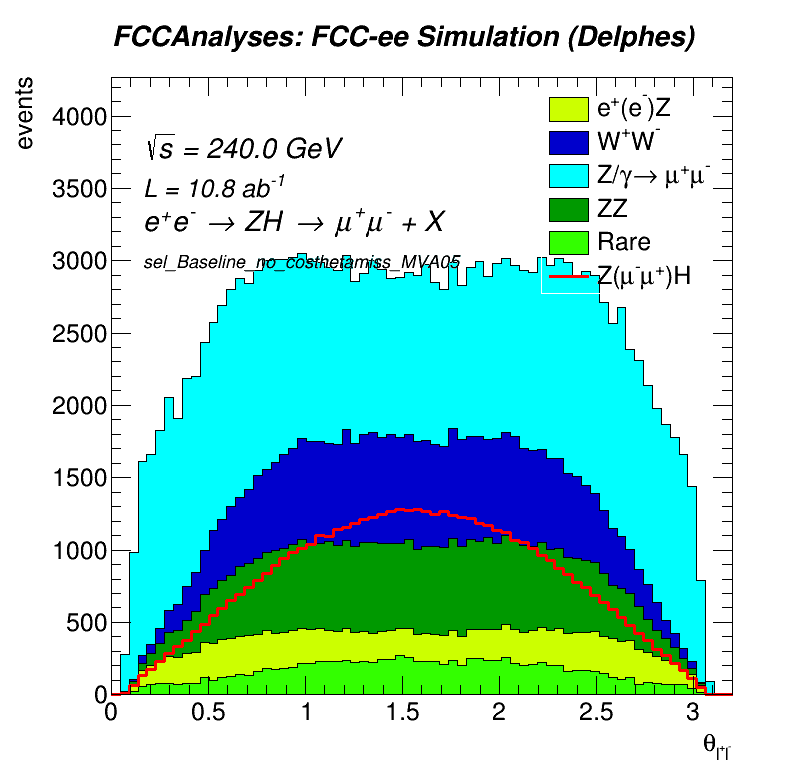 FCCAnalyses: FCC-ee Simulation (Delphes)
events
4000
3500
3000
2500
2000
1500
1000
500
0
√s = 240.0 GeV
L = 10.8 ab⁻¹
e⁺e⁻ → ZH → μ⁺μ⁻ + X
sel_Baseline_no_costhetamiss_MVA05
e⁺(e⁻)Z
W⁺W⁻
Z/γ→ μ⁺μ⁻
ZZ
Rare
Z(μ⁻μ⁺)H
0 0.5 1 1.5 2 2.5 3
θ_l⁺l⁻